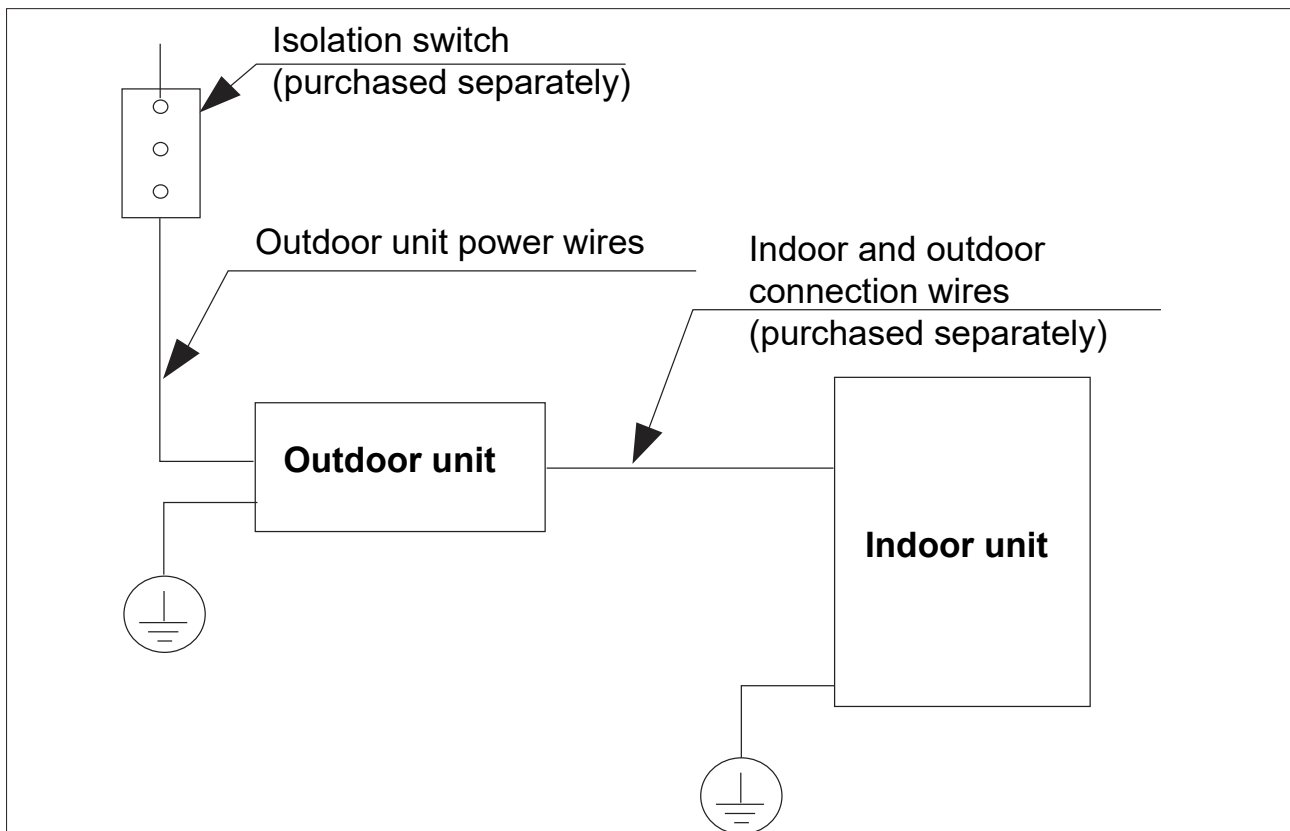 Isolation switch
(purchased separately)
Outdoor unit power wires
Indoor and outdoor
connection wires
(purchased separately)
Outdoor unit
Indoor unit